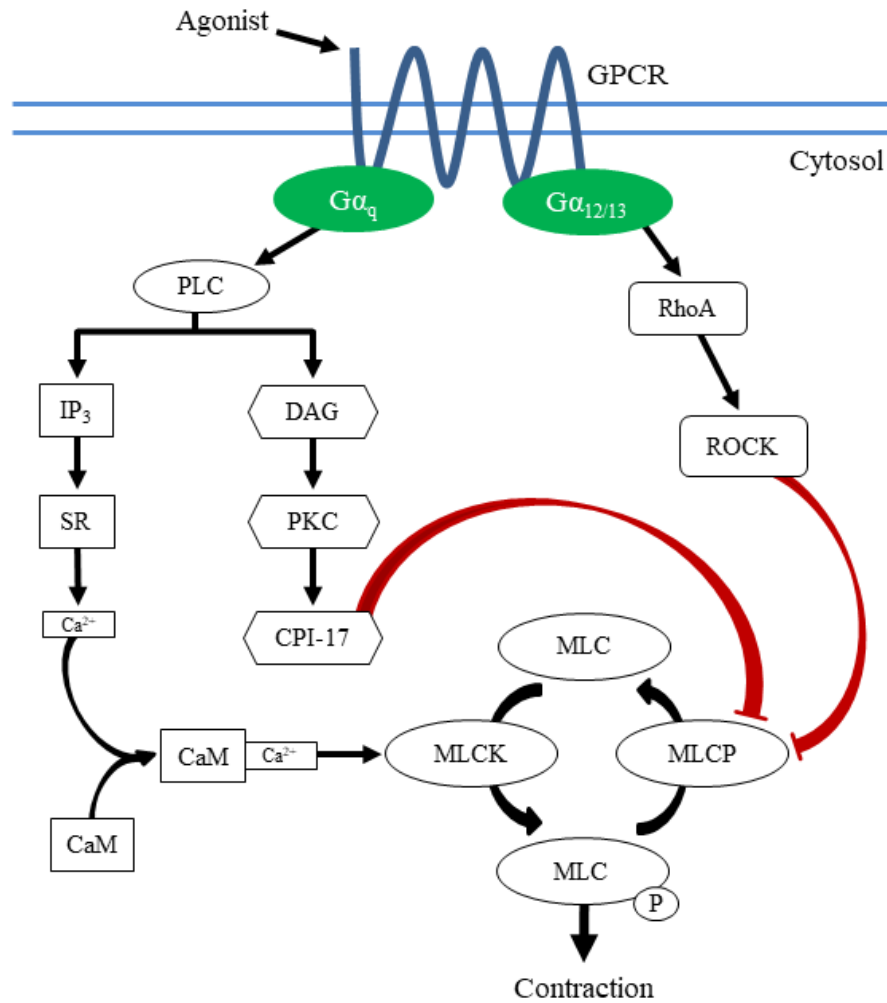 Agonist
GPCR
Cytosol
Gαq
Gα12/13
PLC
RhoA
IP3
DAG
ROCK
SR
PKC
Ca2+
CPI-17
MLC
CaM
Ca2+
MLCK
MLCP
CaM
MLC
P
Contraction